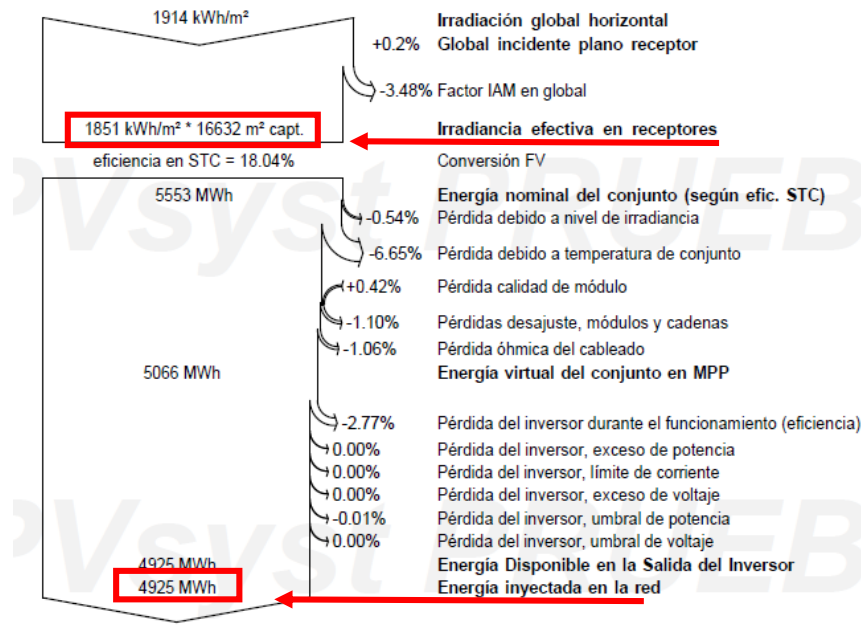 1914 kWh/m² Irradiación global horizontal
+0.2% Global incidente plano receptor
-3.48% Factor IAM en global
1851 kWh/m² * 16632 m² capt. Irradiancia efectiva en receptores
eficiencia en STC = 18.04% Conversión FV
5553 MWh Energía nominal del conjunto (según efic. STC)
-0.54% Pérdida debido a nivel de irradiancia
-6.65% Pérdida debido a temperatura de conjunto
+0.42% Pérdida calidad de módulo
-1.10% Pérdidas desajuste, módulos y cadenas
-1.06% Pérdida óhmica del cableado
5066 MWh Energía virtual del conjunto en MPP
-2.77% Pérdida del inversor durante el funcionamiento (eficiencia)
0.00% Pérdida del inversor, exceso de potencia
0.00% Pérdida del inversor, límite de corriente
0.00% Pérdida del inversor, exceso de voltaje
-0.01% Pérdida del inversor, umbral de potencia
0.00% Pérdida del inversor, umbral de voltaje
4925 MWh Energía Disponible en la Salida del Inversor
4925 MWh Energía inyectada en la red
PVsyst PRUEB
PVsyst PRUEB